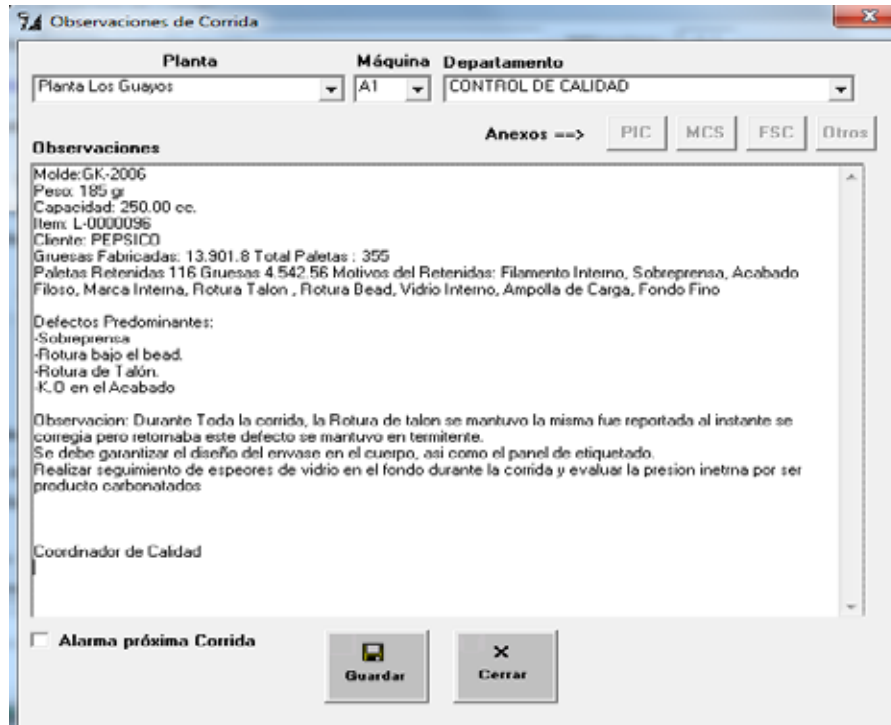 Observaciones de Corrida
Planta
Máquina
Departamento
Planta Los Guayos
A1
CONTROL DE CALIDAD
Anexos ==>
PIC
MCS
FSC
Otros
Observaciones
Molde:GK-2006
Peso: 185 gr
Capacidad: 250.00 cc.
Item: L-0000096
Cliente: PEPSICO
Gruesas Fabricadas: 13.901.8 Total Paletas : 355
Paletas Retenidas 116 Gruesas 4.542.56 Motivos del Retenidas: Filamento Interno, Sobreprensa, Acabado
Filoso, Marca Interna, Rotura Talon , Rotura Bead, Vidrio Interno, Ampolla de Carga, Fondo Fino
Defectos Predominantes:
-Sobreprensa
-Rotura bajo el bead.
-Rotura de Talón.
-K.O en el Acabado
Observacion: Durante Toda la corrida, la Rotura de talon se mantuvo la misma fue reportada al instante se
corregia pero retornaba este defecto se mantuvo en termitente.
Se debe garantizar el diseño del envase en el cuerpo, asi como el panel de etiquetado.
Realizar seguimiento de espeores de vidrio en el fondo durante la corrida y evaluar la presion inetrna por ser
producto carbonatados
Coordinador de Calidad
Alarma próxima Corrida
Guardar
Cerrar